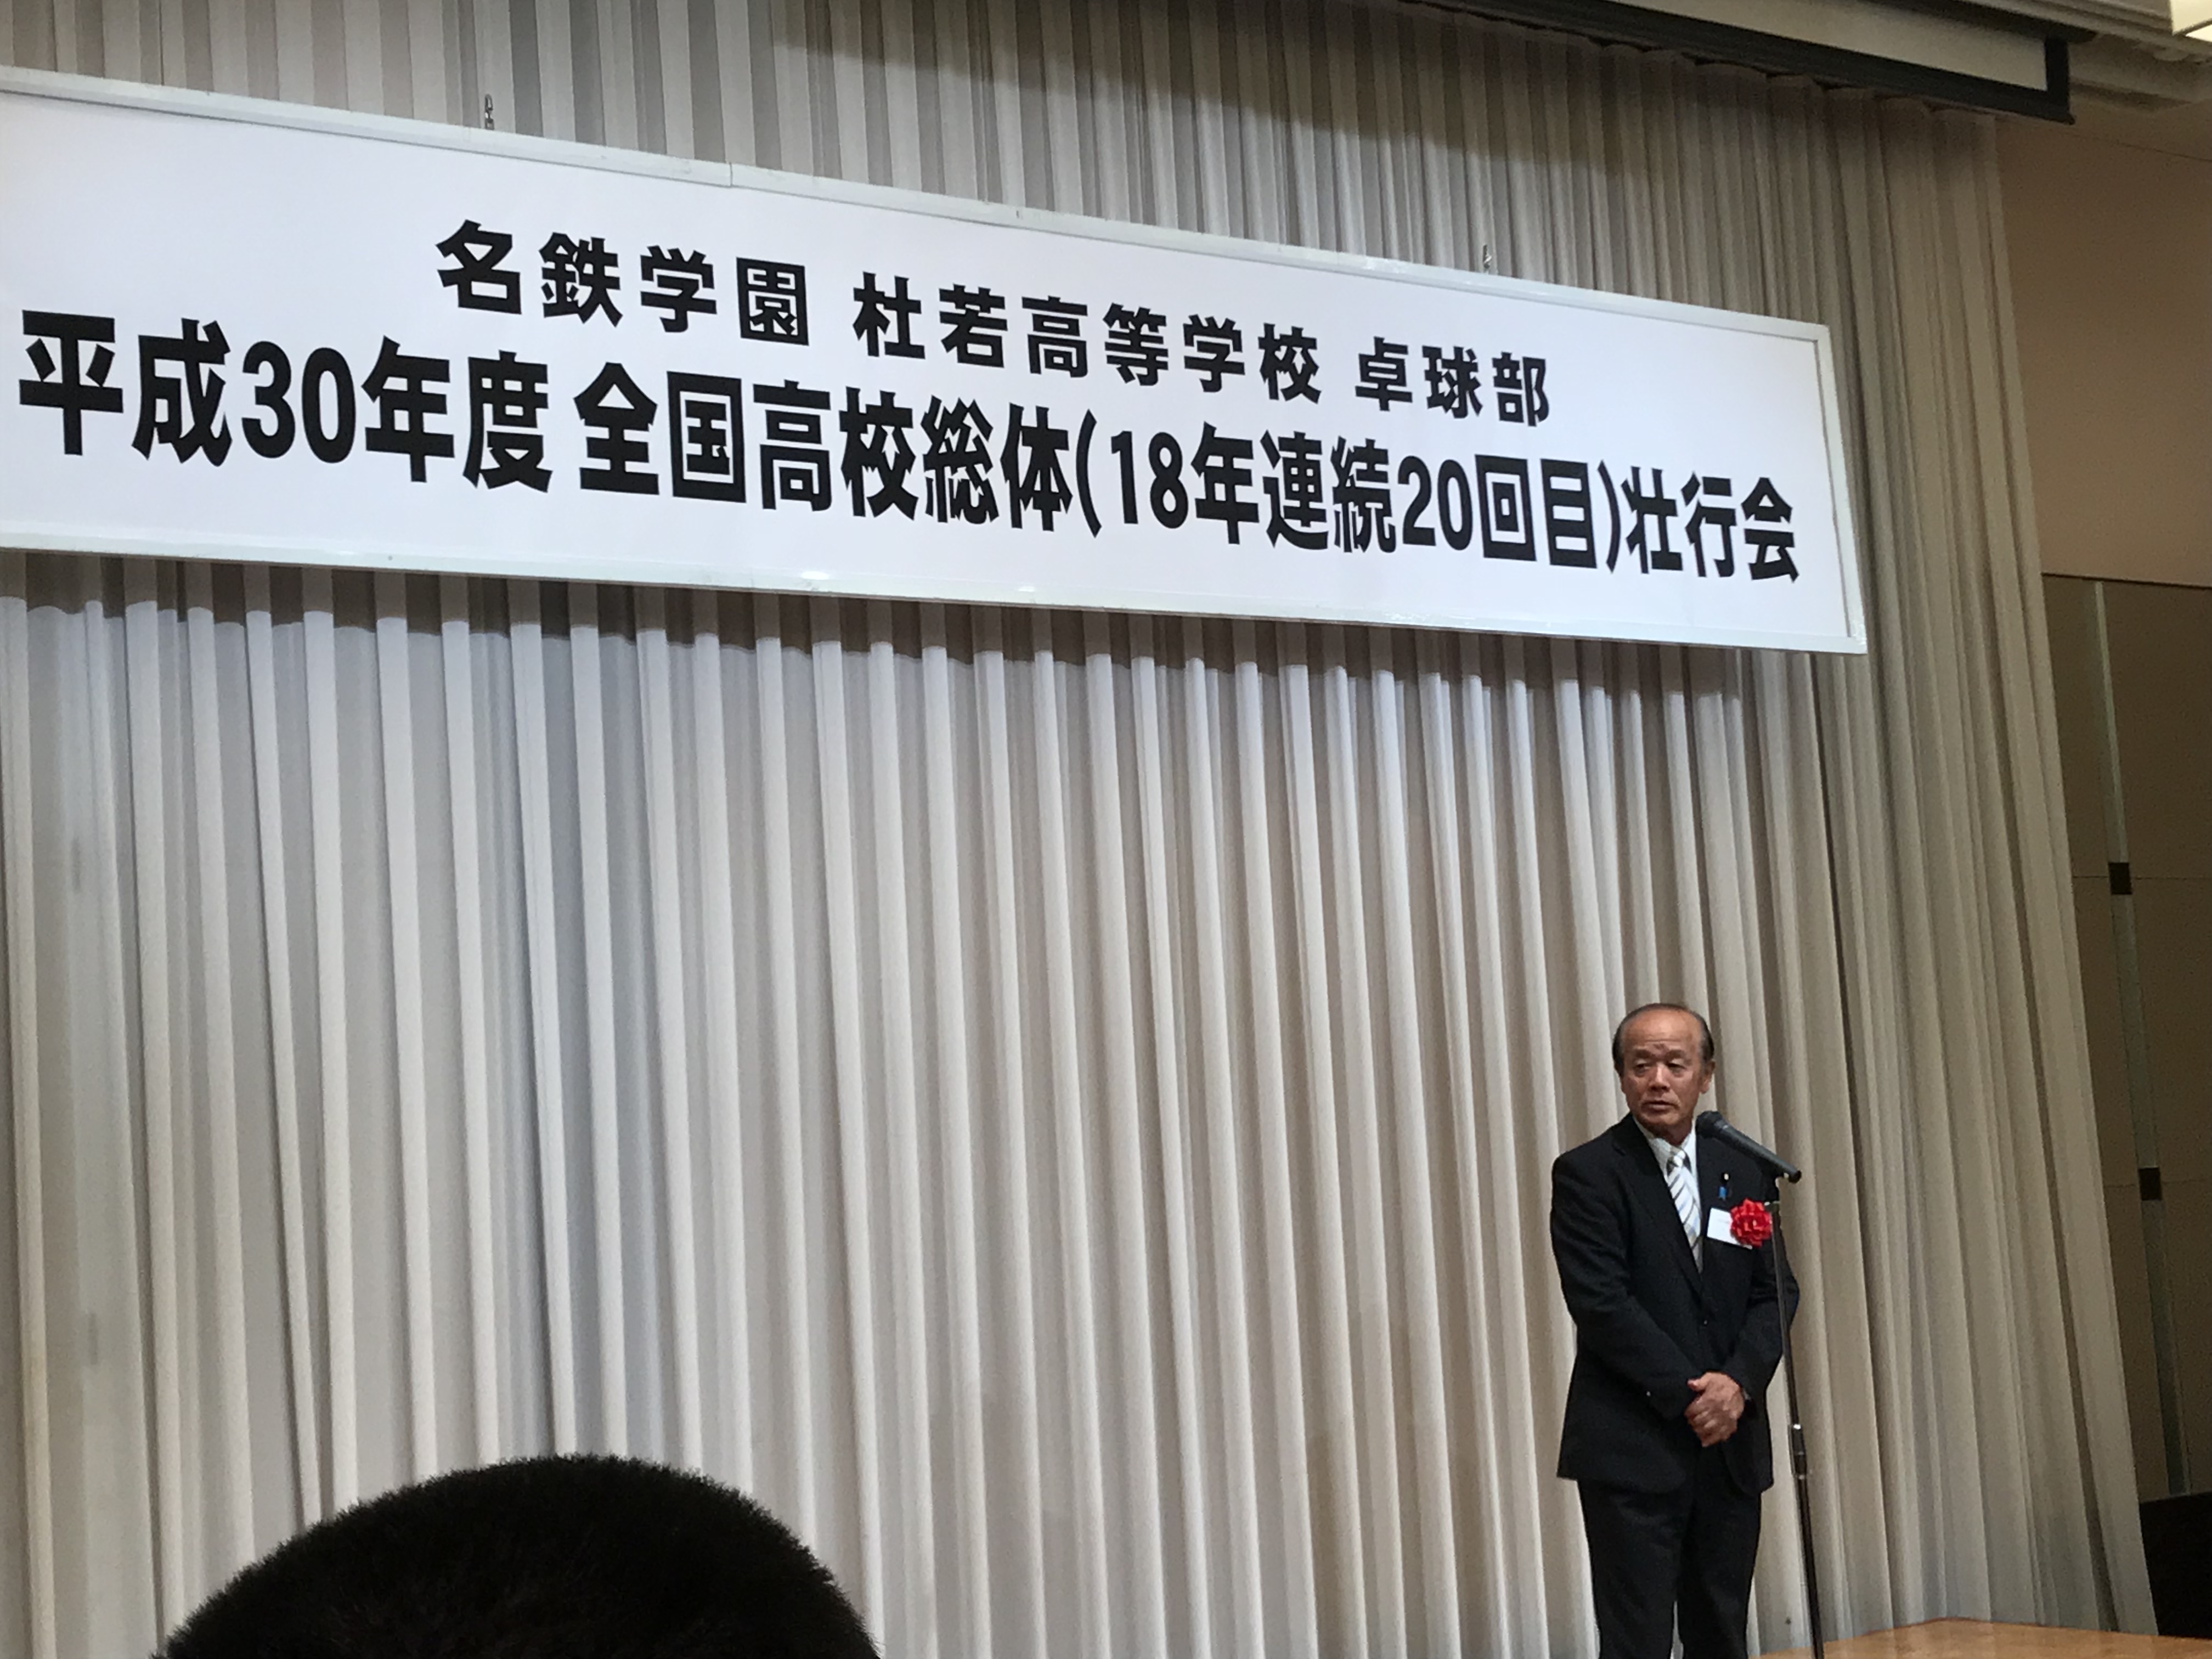 名鉄学園 杜若高等学校 卓球部
平成30年度 全国高校総体(18年連続20回目)壮行会